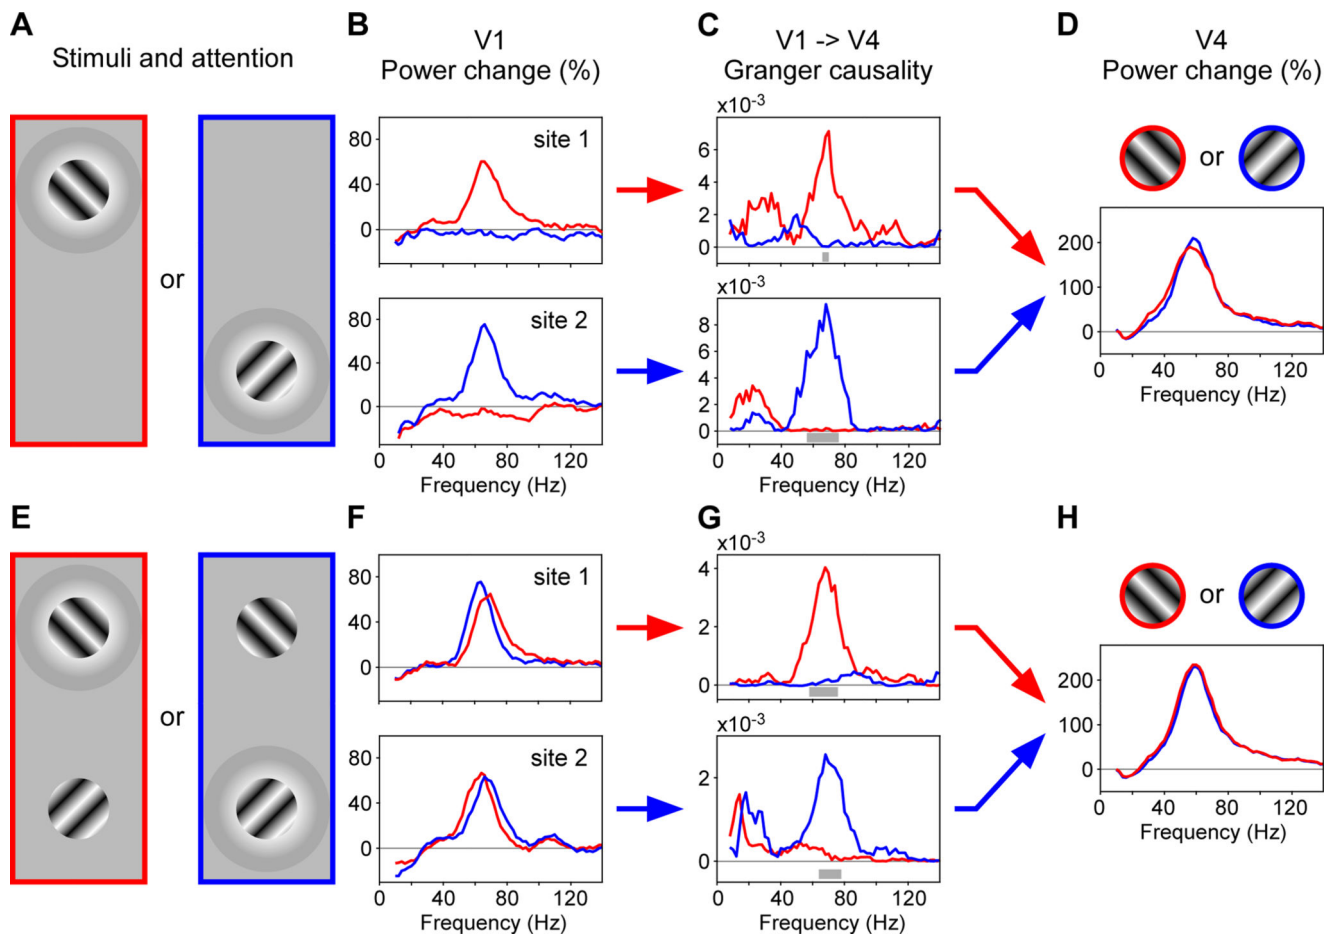 A
Stimuli and attention
or
B
V1
Power change (%)
site 1
80
40
0
site 2
80
40
0
0 40 80 120
Frequency (Hz)
C
V1 -> V4
Granger causality
x10-3
6
4
2
0
x10-3
8
6
4
2
0
0 40 80 120
Frequency (Hz)
D
V4
Power change (%)
or
200
100
0
0 40 80 120
Frequency (Hz)
E
or
F
site 1
80
40
0
site 2
80
40
0
0 40 80 120
Frequency (Hz)
G
x10-3
4
2
0
x10-3
2
0
0 40 80 120
Frequency (Hz)
H
or
200
100
0
0 40 80 120
Frequency (Hz)